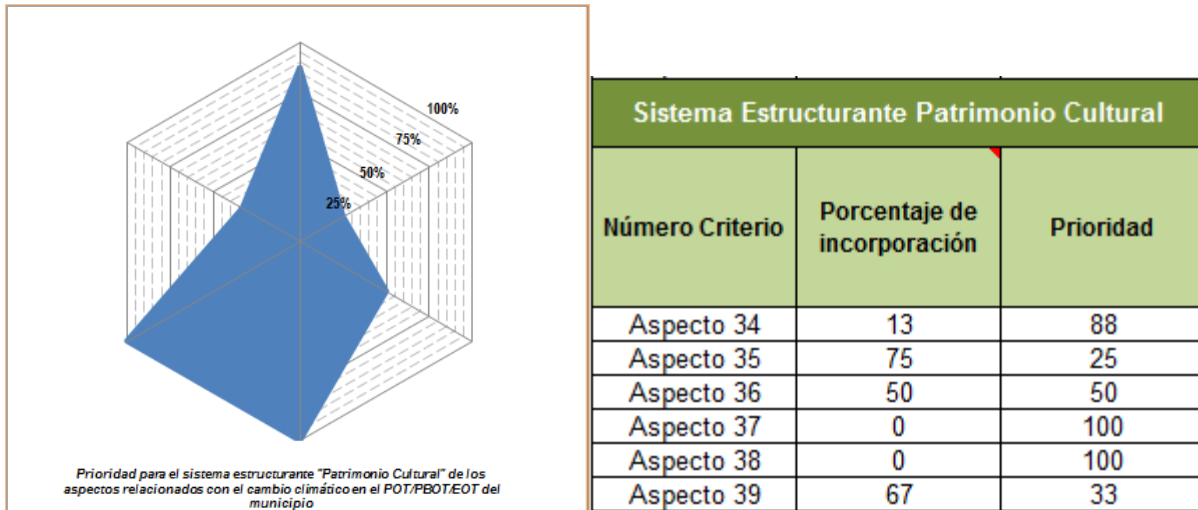 100%
75%
50%
25%
Prioridad para el sistema estructurante "Patrimonio Cultural" de los
aspectos relacionados con el cambio climático en el POT/PBOT/EOT del
municipio
Sistema Estructurante Patrimonio Cultural
Número Criterio Porcentaje de incorporación Prioridad
Aspecto 34 13 88
Aspecto 35 75 25
Aspecto 36 50 50
Aspecto 37 0 100
Aspecto 38 0 100
Aspecto 39 67 33